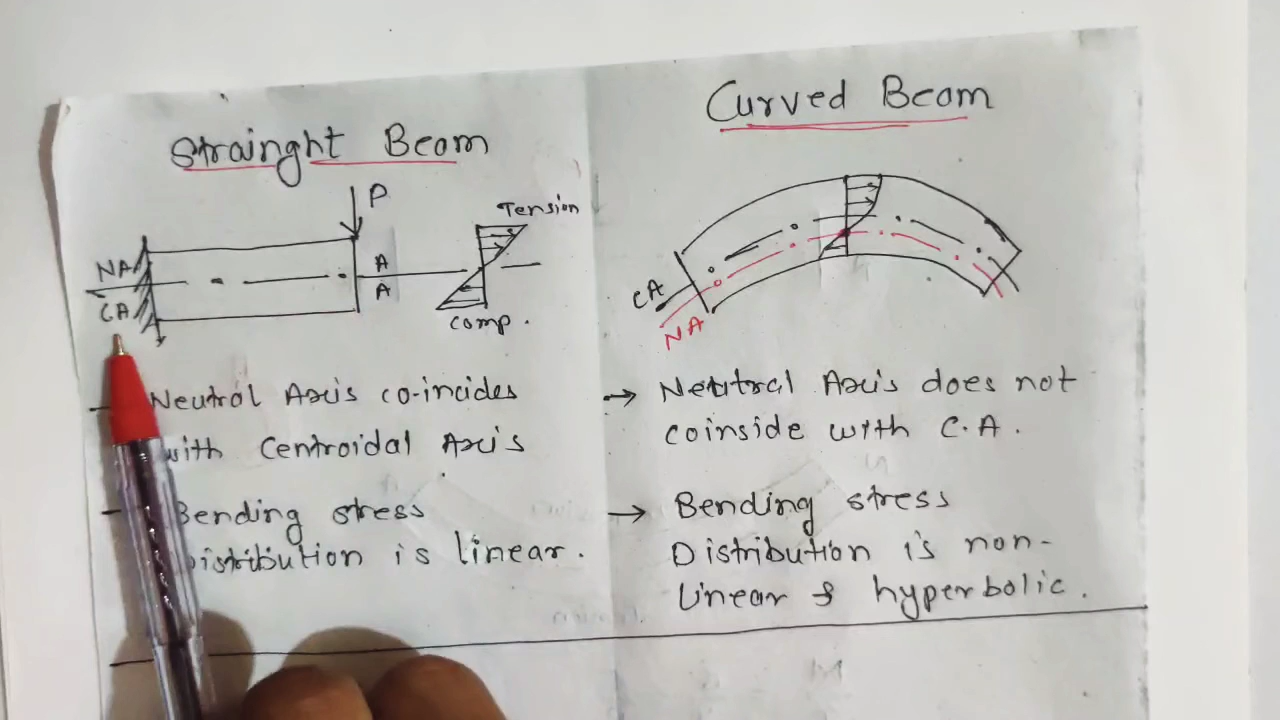 Strainght Beam
P
Tension
NA
A
CA
A
Comp.
Neutral Axis co-incides
with Centroidal Axis
Bending stress
Distribution is linear.
Curved Beam
CA
NA
→ Neutral Axis does not
coinside with C.A.
→ Bending stress
Distribution is non-
linear & hyperbolic.